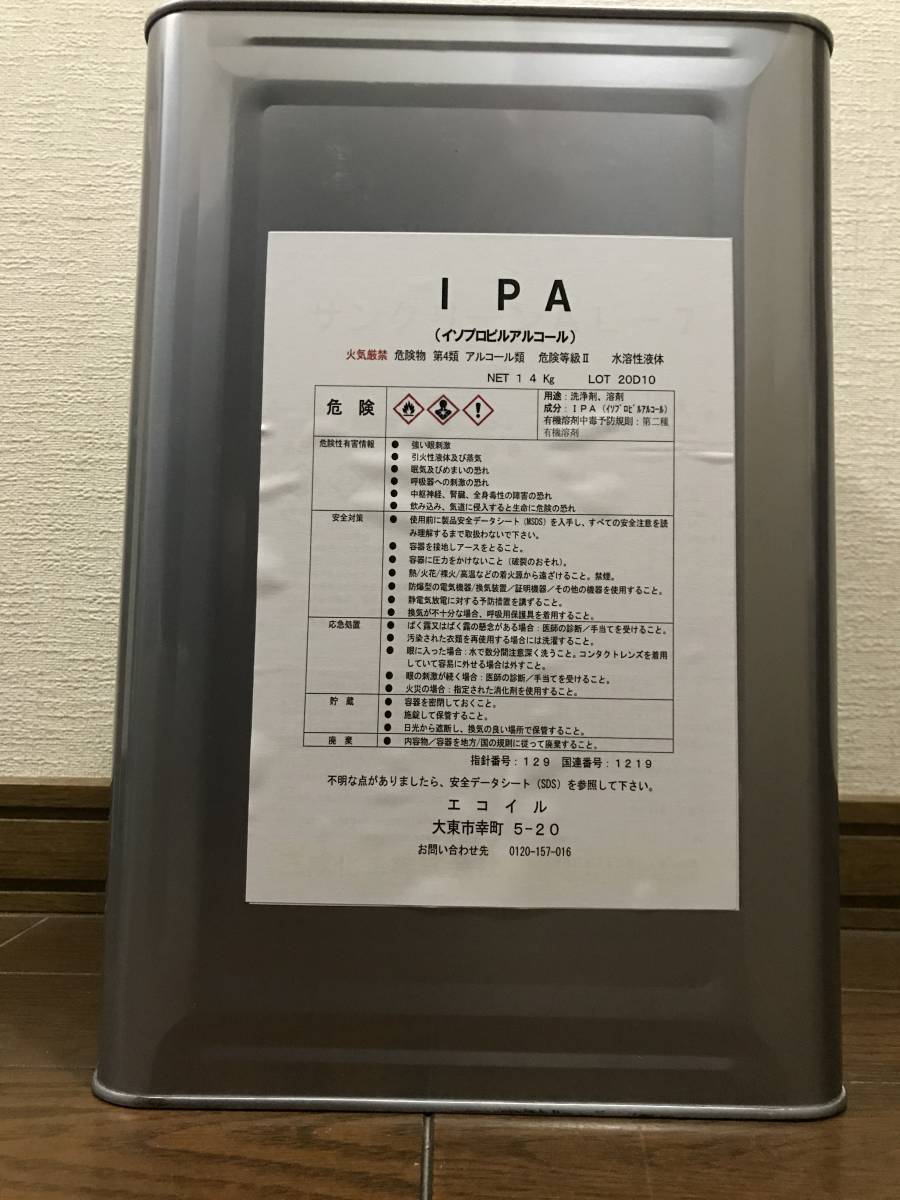 I P A
(イソプロピルアルコール)
火気厳禁 危険物 第4類 アルコール類 危険等級Ⅱ 水溶性液体
NET 1 4 Kg LOT 20D10
危 険
用途:洗浄剤、溶剤
成分:IPA(イソプロピルアルコール)
有機溶剤中毒予防規則:第二種
有機溶剤
危険性有害情報
● 強い眼刺激
● 引火性液体及び蒸気
● 眠気及びめまいの恐れ
● 呼吸器への刺激の恐れ
● 中枢神経、腎臓、全身毒性の障害の恐れ
● 飲み込み、気道に侵入すると生命に危険の恐れ
安全対策
● 使用前に製品安全データシート(MSDS)を入手し、すべての安全注意を読
み理解するまで取扱わないで下さい。
● 容器を接地しアースをとること。
● 容器に圧力をかけないこと(破裂のおそれ)。
● 熱/火花/裸火/高温などの着火源から遠ざけること。禁煙。
● 防爆型の電気機器/換気装置/証明機器/その他の機器を使用すること。
● 静電気放電に対する予防措置を講ずること。
● 換気が不十分な場合、呼吸用保護具を着用すること。
応急処置
● ばく露又はばく露の懸念がある場合:医師の診断/手当てを受けること。
● 汚染された衣類を再使用する場合には洗濯すること。
● 眼に入った場合:水で数分間注意深く洗うこと。コンタクトレンズを着用
していて容易に外せる場合は外すこと。
● 眼の刺激が続く場合:医師の診断/手当てを受けること。
● 火災の場合:指定された消化剤を使用すること。
貯 蔵
● 容器を密閉しておくこと。
● 施錠して保管すること。
● 日光から遮断し、換気の良い場所で保管すること。
廃 棄
● 内容物/容器を地方/国の規則に従って廃棄すること。
指針番号:129 国連番号:1219
不明な点がありましたら、安全データシート(SDS)を参照して下さい。
エコイル
大東市幸町 5-20
お問い合わせ先 0120-157-016